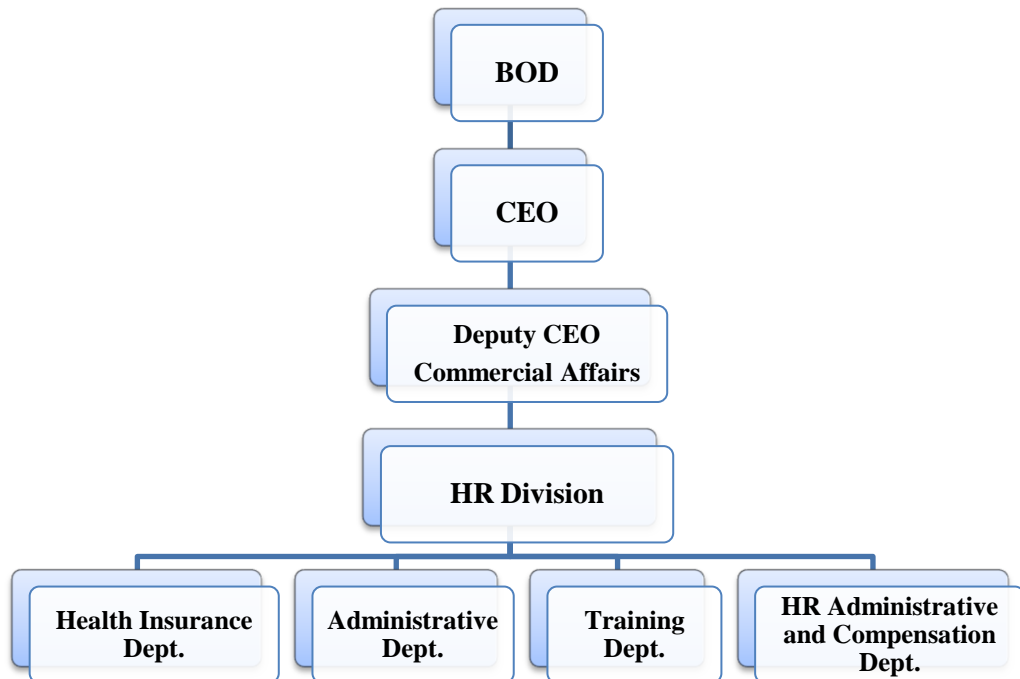 BOD
CEO
Deputy CEO
Commercial Affairs
HR Division
Health Insurance
Dept.
Administrative
Dept.
Training
Dept.
HR Administrative
and Compensation
Dept.